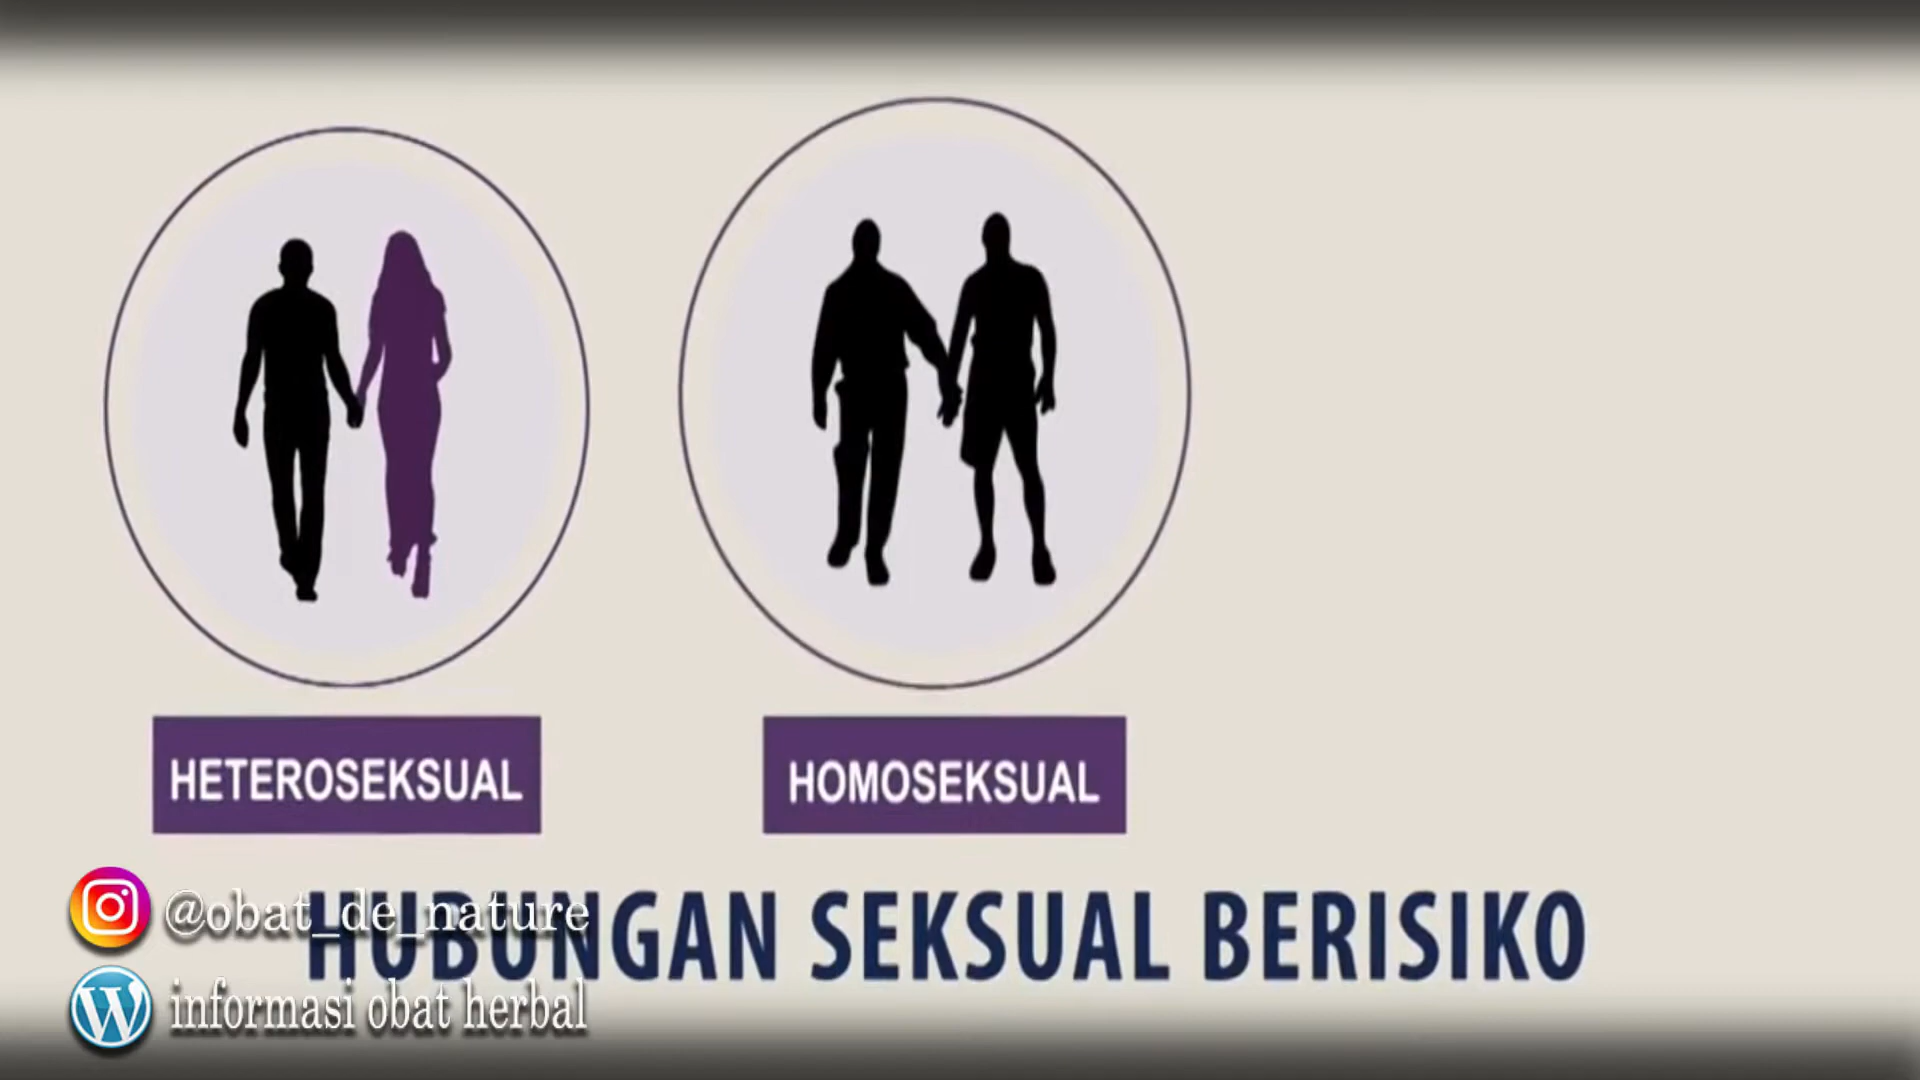 HETEROSEKSUAL
HOMOSEKSUAL
HUBUNGAN SEKSUAL BERISIKO
@obat_de_nature
informasi obat herbal